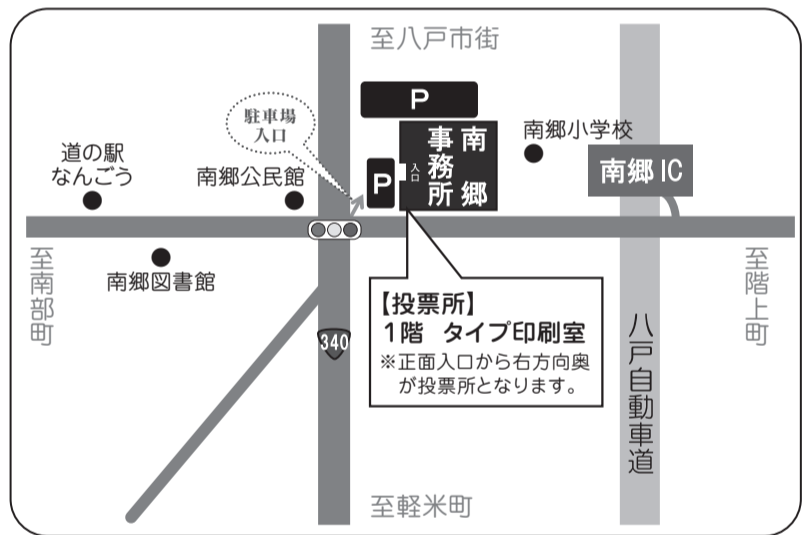 至八戸市街
P
駐車場
入口
南郷
事務所
入口
P
南郷小学校
南郷IC
道の駅
なんごう
南郷公民館
南郷図書館
至南部町
至階上町
【投票所】
1階 タイプ印刷室
※正面入口から右方向奥
が投票所となります。
340
八戸自動車道
至軽米町